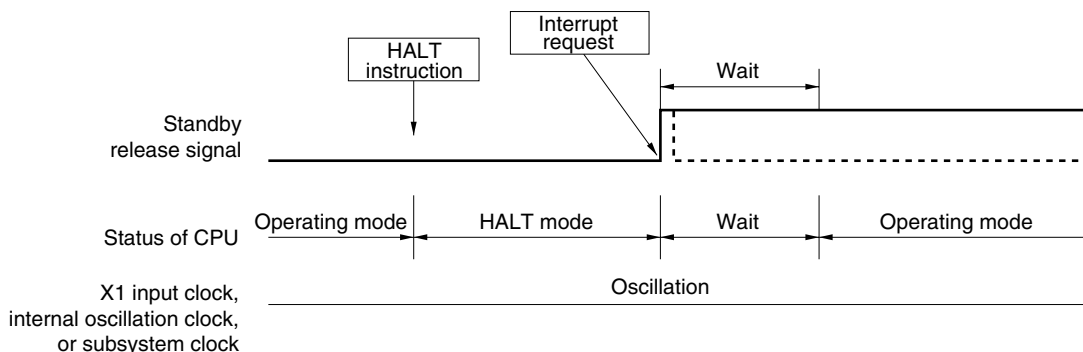 Interrupt
request
HALT
instruction
Wait
Standby
release signal
Status of CPU
Operating mode
HALT mode
Wait
Operating mode
X1 input clock,
internal oscillation clock,
or subsystem clock
Oscillation